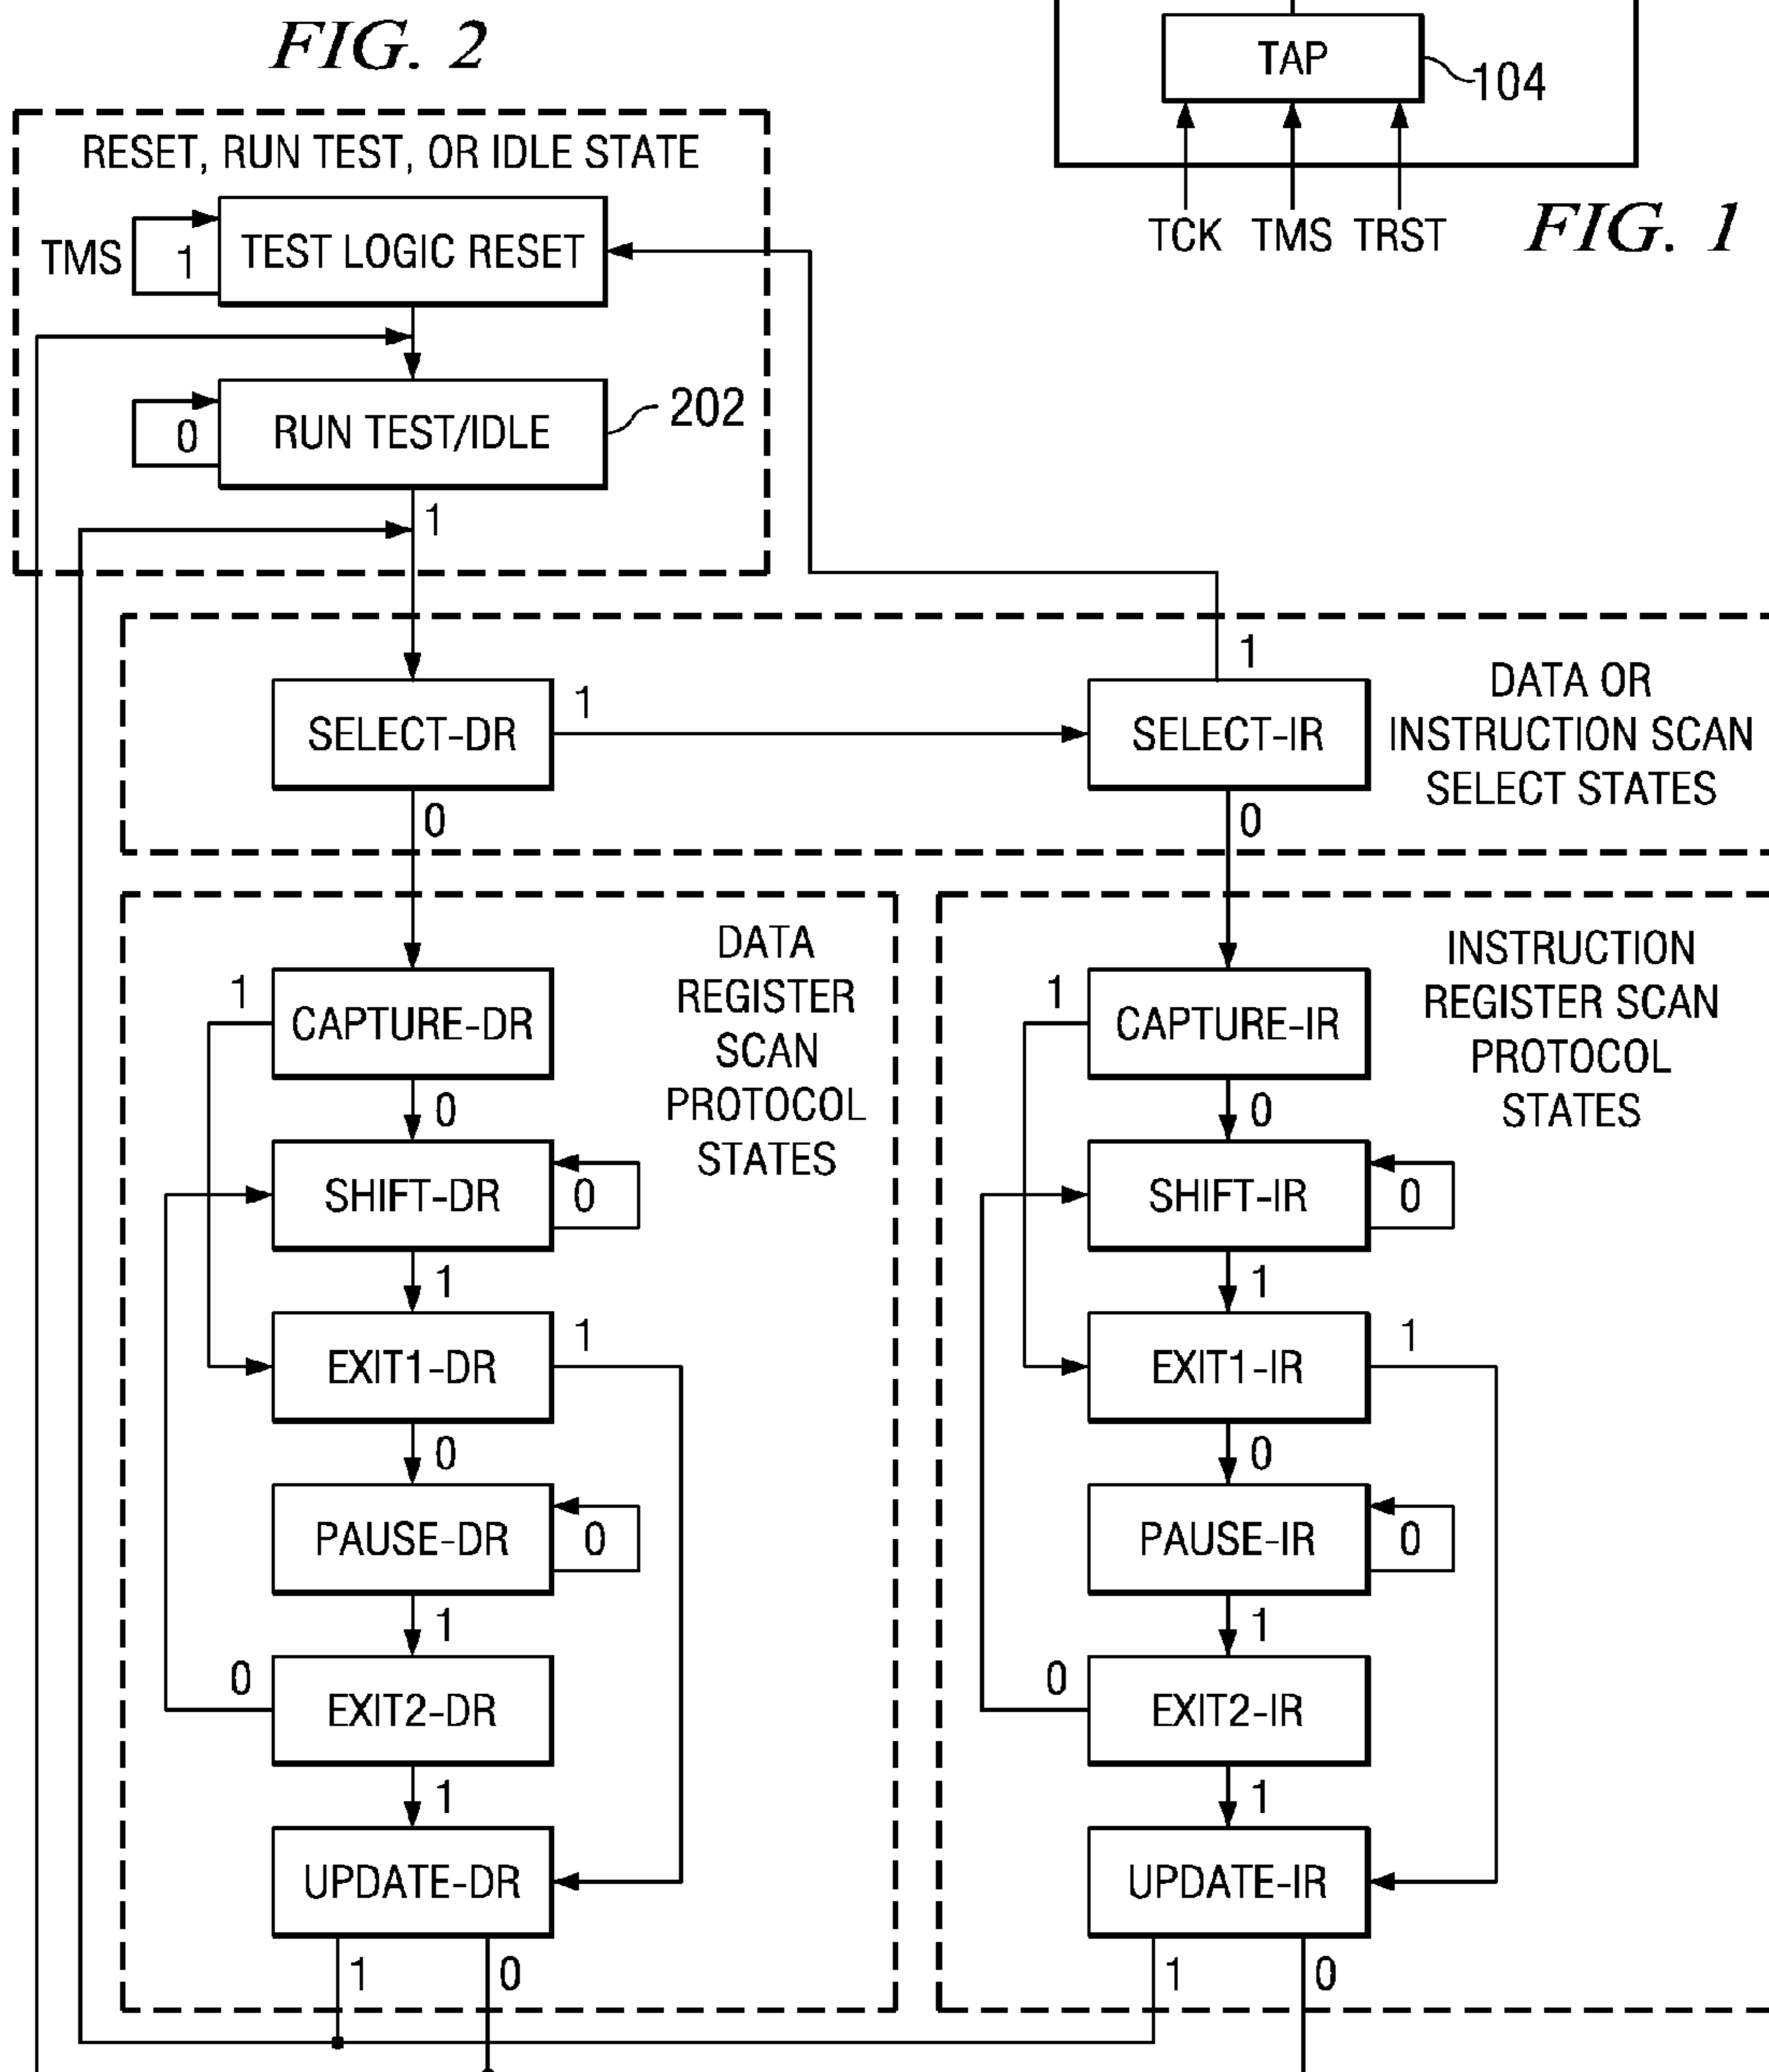 FIG. 2
TAP
104
TCK TMS TRST
FIG. 1
RESET, RUN TEST, OR IDLE STATE
TMS
1
TEST LOGIC RESET
0
RUN TEST/IDLE
202
1
SELECT-DR
1
0
1
SELECT-IR
0
DATA OR
INSTRUCTION SCAN
SELECT STATES
DATA
REGISTER
SCAN
PROTOCOL
STATES
1
CAPTURE-DR
0
SHIFT-DR
0
1
EXIT1-DR
1
0
PAUSE-DR
0
1
0
EXIT2-DR
1
UPDATE-DR
1
0
INSTRUCTION
REGISTER SCAN
PROTOCOL
STATES
1
CAPTURE-IR
0
SHIFT-IR
0
1
EXIT1-IR
1
0
PAUSE-IR
0
1
0
EXIT2-IR
1
UPDATE-IR
1
0